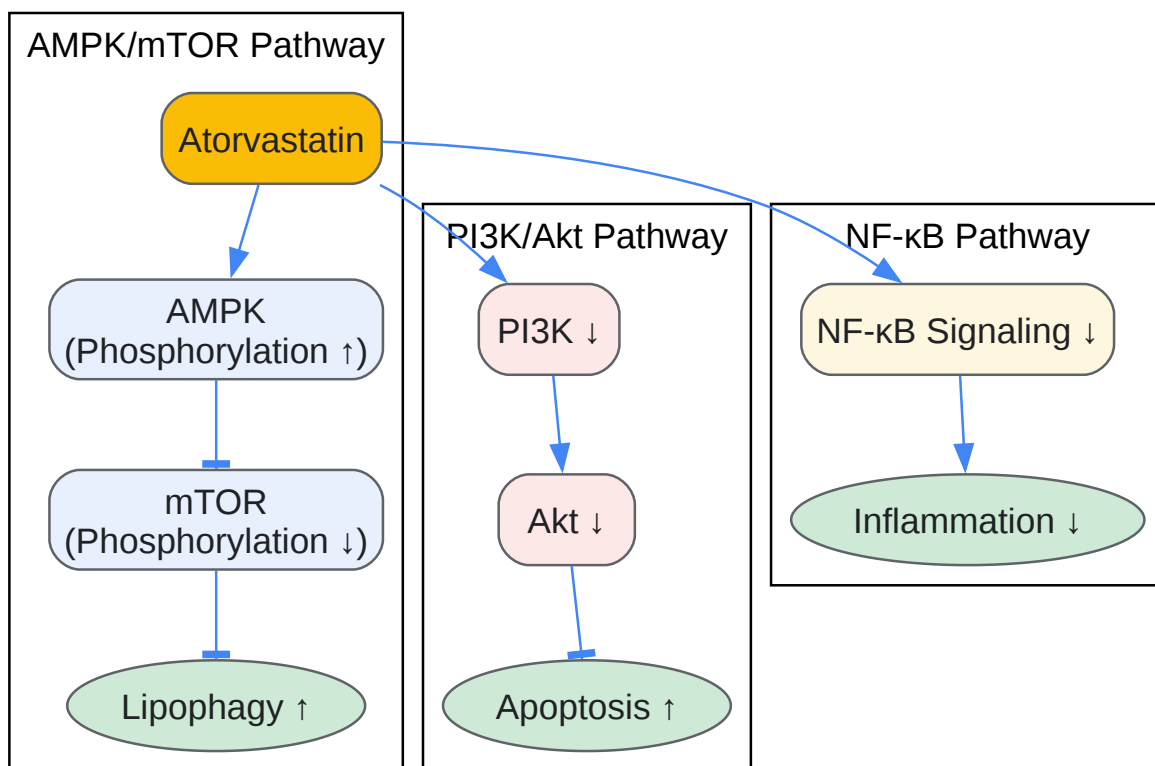 AMPK/mTOR Pathway
Atorvastatin
AMPK
(Phosphorylation ↑)
mTOR
(Phosphorylation ↓)
Lipophagy ↑
PI3K/Akt Pathway
PI3K ↓
Akt ↓
Apoptosis ↑
NF-κB Pathway
NF-κB Signaling ↓
Inflammation ↓